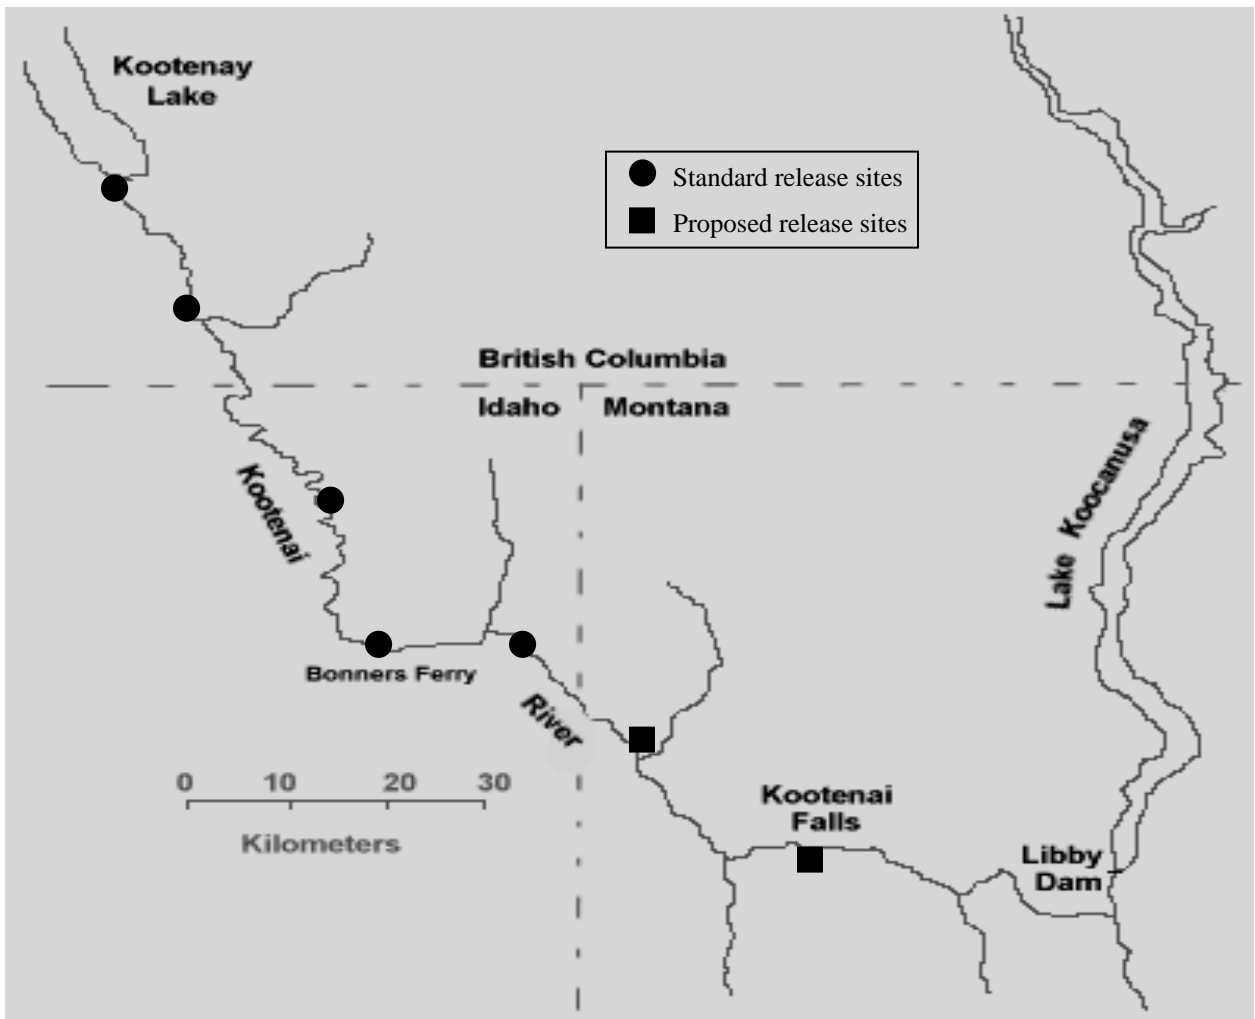 Kootenay
Lake
Standard release sites
Proposed release sites
British Columbia
Idaho
Montana
Kootenai
River
Lake Koocanusa
Bonners Ferry
0 10 20 30
Kilometers
Kootenai
Falls
Libby
Dam